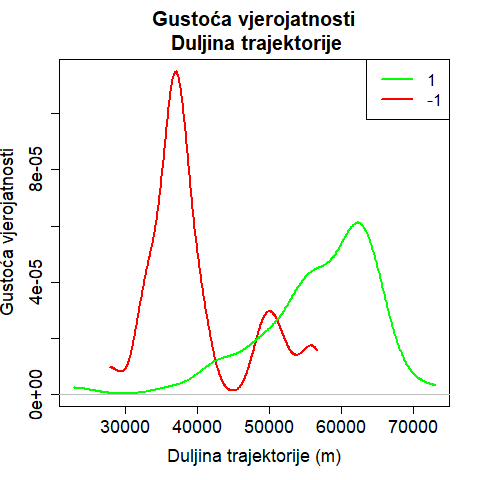 Gustoća vjerojatnosti
Duljina trajektorije
1
-1
Gustoća vjerojatnosti
8e-05
4e-05
0e+00
30000 40000 50000 60000 70000
Duljina trajektorije (m)